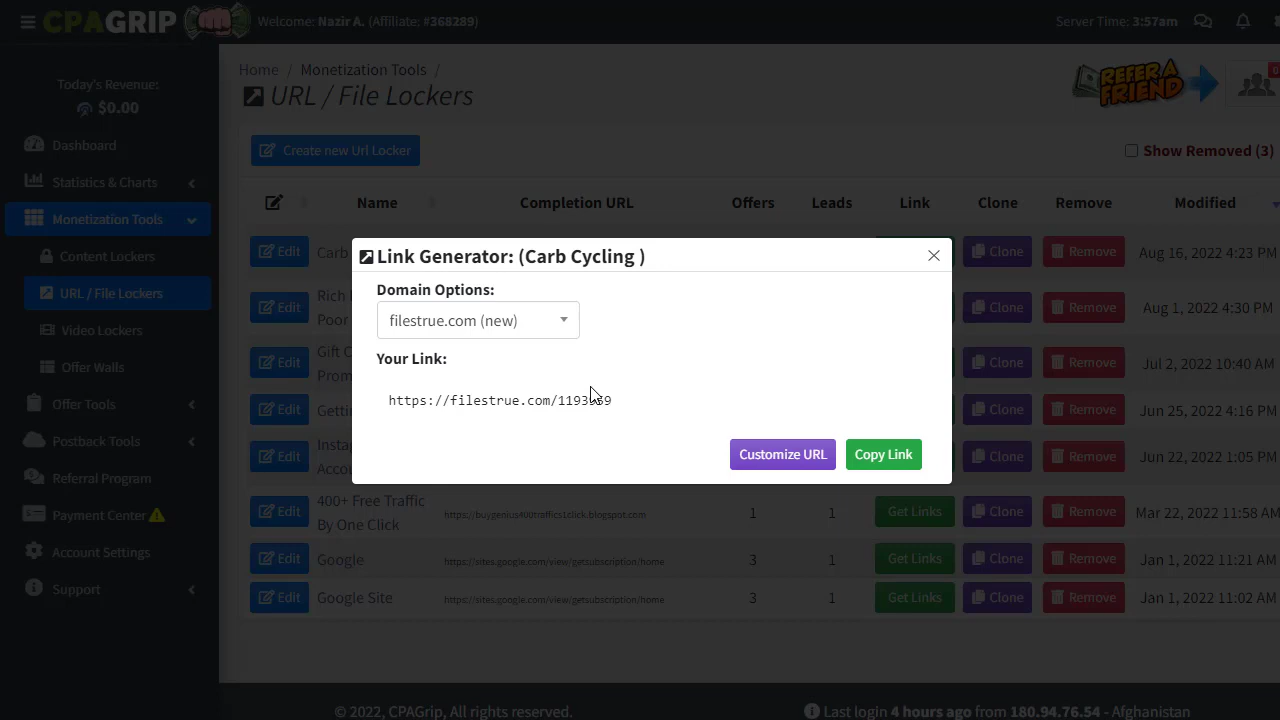 CPAGRIP
Welcome: Nazir A. (Affiliate: #368289)
Server Time: 3:57am
Today's Revenue:
$0.00
Dashboard
Statistics & Charts
Monetization Tools
Content Lockers
URL / File Lockers
Video Lockers
Offer Walls
Offer Tools
Postback Tools
Referral Program
Payment Center
Account Settings
Support
Home / Monetization Tools /
URL / File Lockers
REFER A
FRIEND
Create new Url Locker
Show Removed (3)
Name Completion URL Offers Leads Link Clone Remove Modified
Edit Carb Clone Remove Aug 16, 2022 4:23 PM
Edit Rich Clone Remove Aug 1, 2022 4:30 PM
Poor
Edit Gift Clone Remove Jul 2, 2022 10:40 AM
Edit Clone Remove Jun 25, 2022 4:16 PM
Edit Clone Remove Jun 22, 2022 1:05 PM
Link Generator: (Carb Cycling )
Domain Options:
filestrue.com (new)
Your Link:
https://filestrue.com/1193
Customize URL
Copy Link
Edit 400+ Free Traffic https://buygenius400traffics1click.blogspot.com 1 1 Get Links Clone Remove Mar 22, 2022 11:58 AM
By One Click
Edit Google https://sites.google.com/view/getsubscription/home 3 1 Get Links Clone Remove Jan 1, 2022 11:21 AM
Edit Google Site https://sites.google.com/view/getsubscription/home 3 1 Get Links Clone Remove Jan 1, 2022 11:02 AM
© 2022, CPAGrip, all rights reserved.
Last login 4 hours ago from 180.94.76.54 - Afghanistan